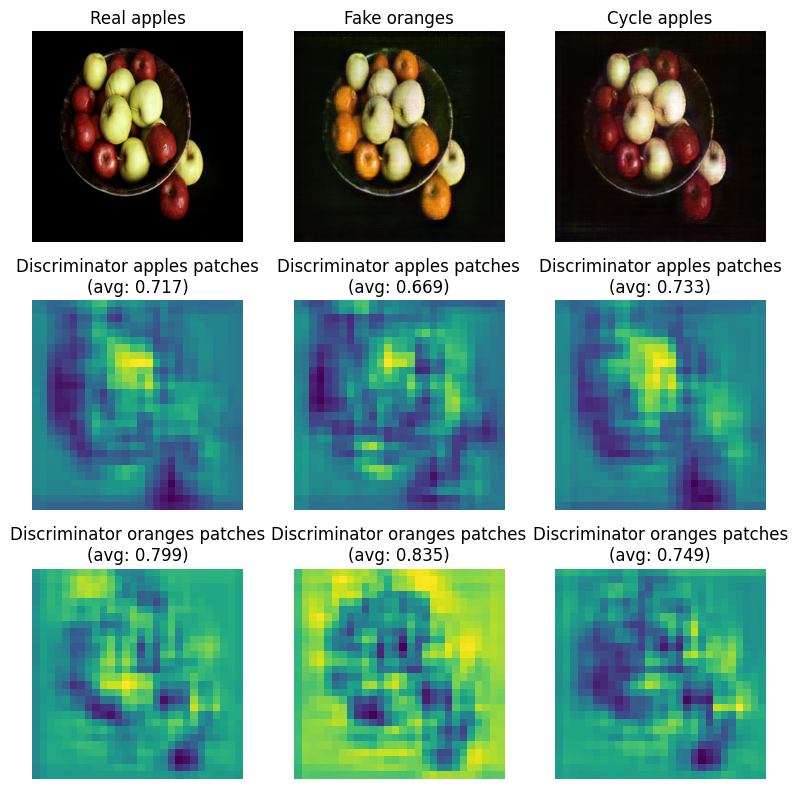 Real apples
Fake oranges
Cycle apples
Discriminator apples patches
(avg: 0.717)
Discriminator apples patches
(avg: 0.669)
Discriminator apples patches
(avg: 0.733)
Discriminator oranges patches
(avg: 0.799)
Discriminator oranges patches
(avg: 0.835)
Discriminator oranges patches
(avg: 0.749)